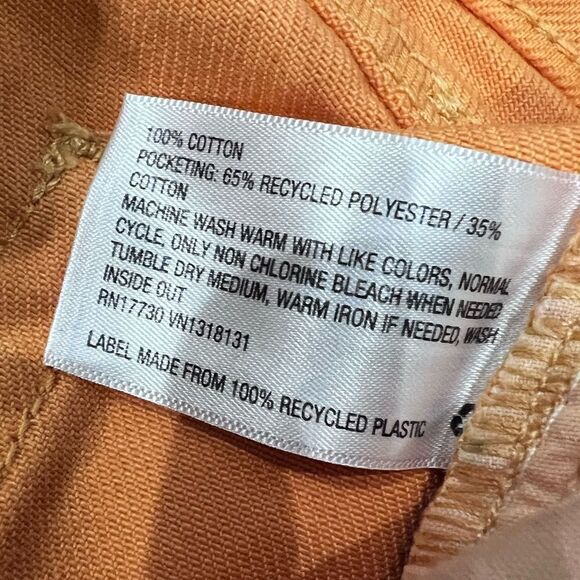 100% COTTON
POCKETING: 65% RECYCLED POLYESTER / 35%
COTTON
MACHINE WASH WARM WITH LIKE COLORS, NORMAL
CYCLE, ONLY NON CHLORINE BLEACH WHEN NEEDED
TUMBLE DRY MEDIUM, WARM IRON IF NEEDED, WASH
INSIDE OUT
RN17730 VN1318131
LABEL MADE FROM 100% RECYCLED PLASTIC